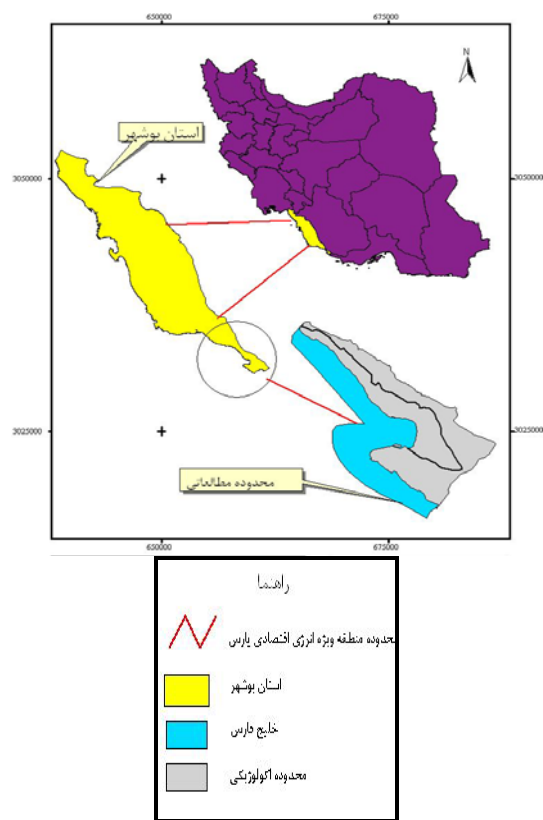 650000 675000
N
استان بوشهر
3050000 3050000
3025000 3025000
محدوده مطالعاتی
650000 675000
راهنما
محدوده منطقه ویژه انرژی اقتصادی پارس
استان بوشهر
خلیج فارس
محدوده اکولوژیکی